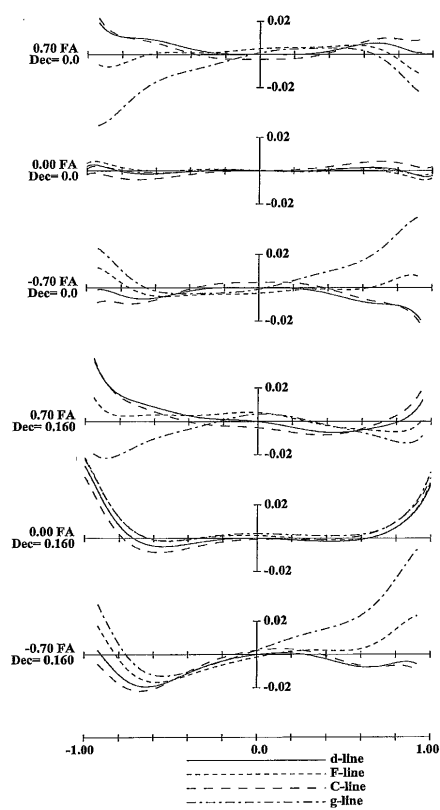 0.02
0.70 FA
Dec= 0.0
-0.02
0.02
0.00 FA
Dec= 0.0
-0.02
0.02
-0.70 FA
Dec= 0.0
-0.02
0.02
0.70 FA
Dec= 0.160
-0.02
0.02
0.00 FA
Dec= 0.160
-0.02
0.02
-0.70 FA
Dec= 0.160
-0.02
-1.00 0.0 1.00
d-line
F-line
C-line
g-line